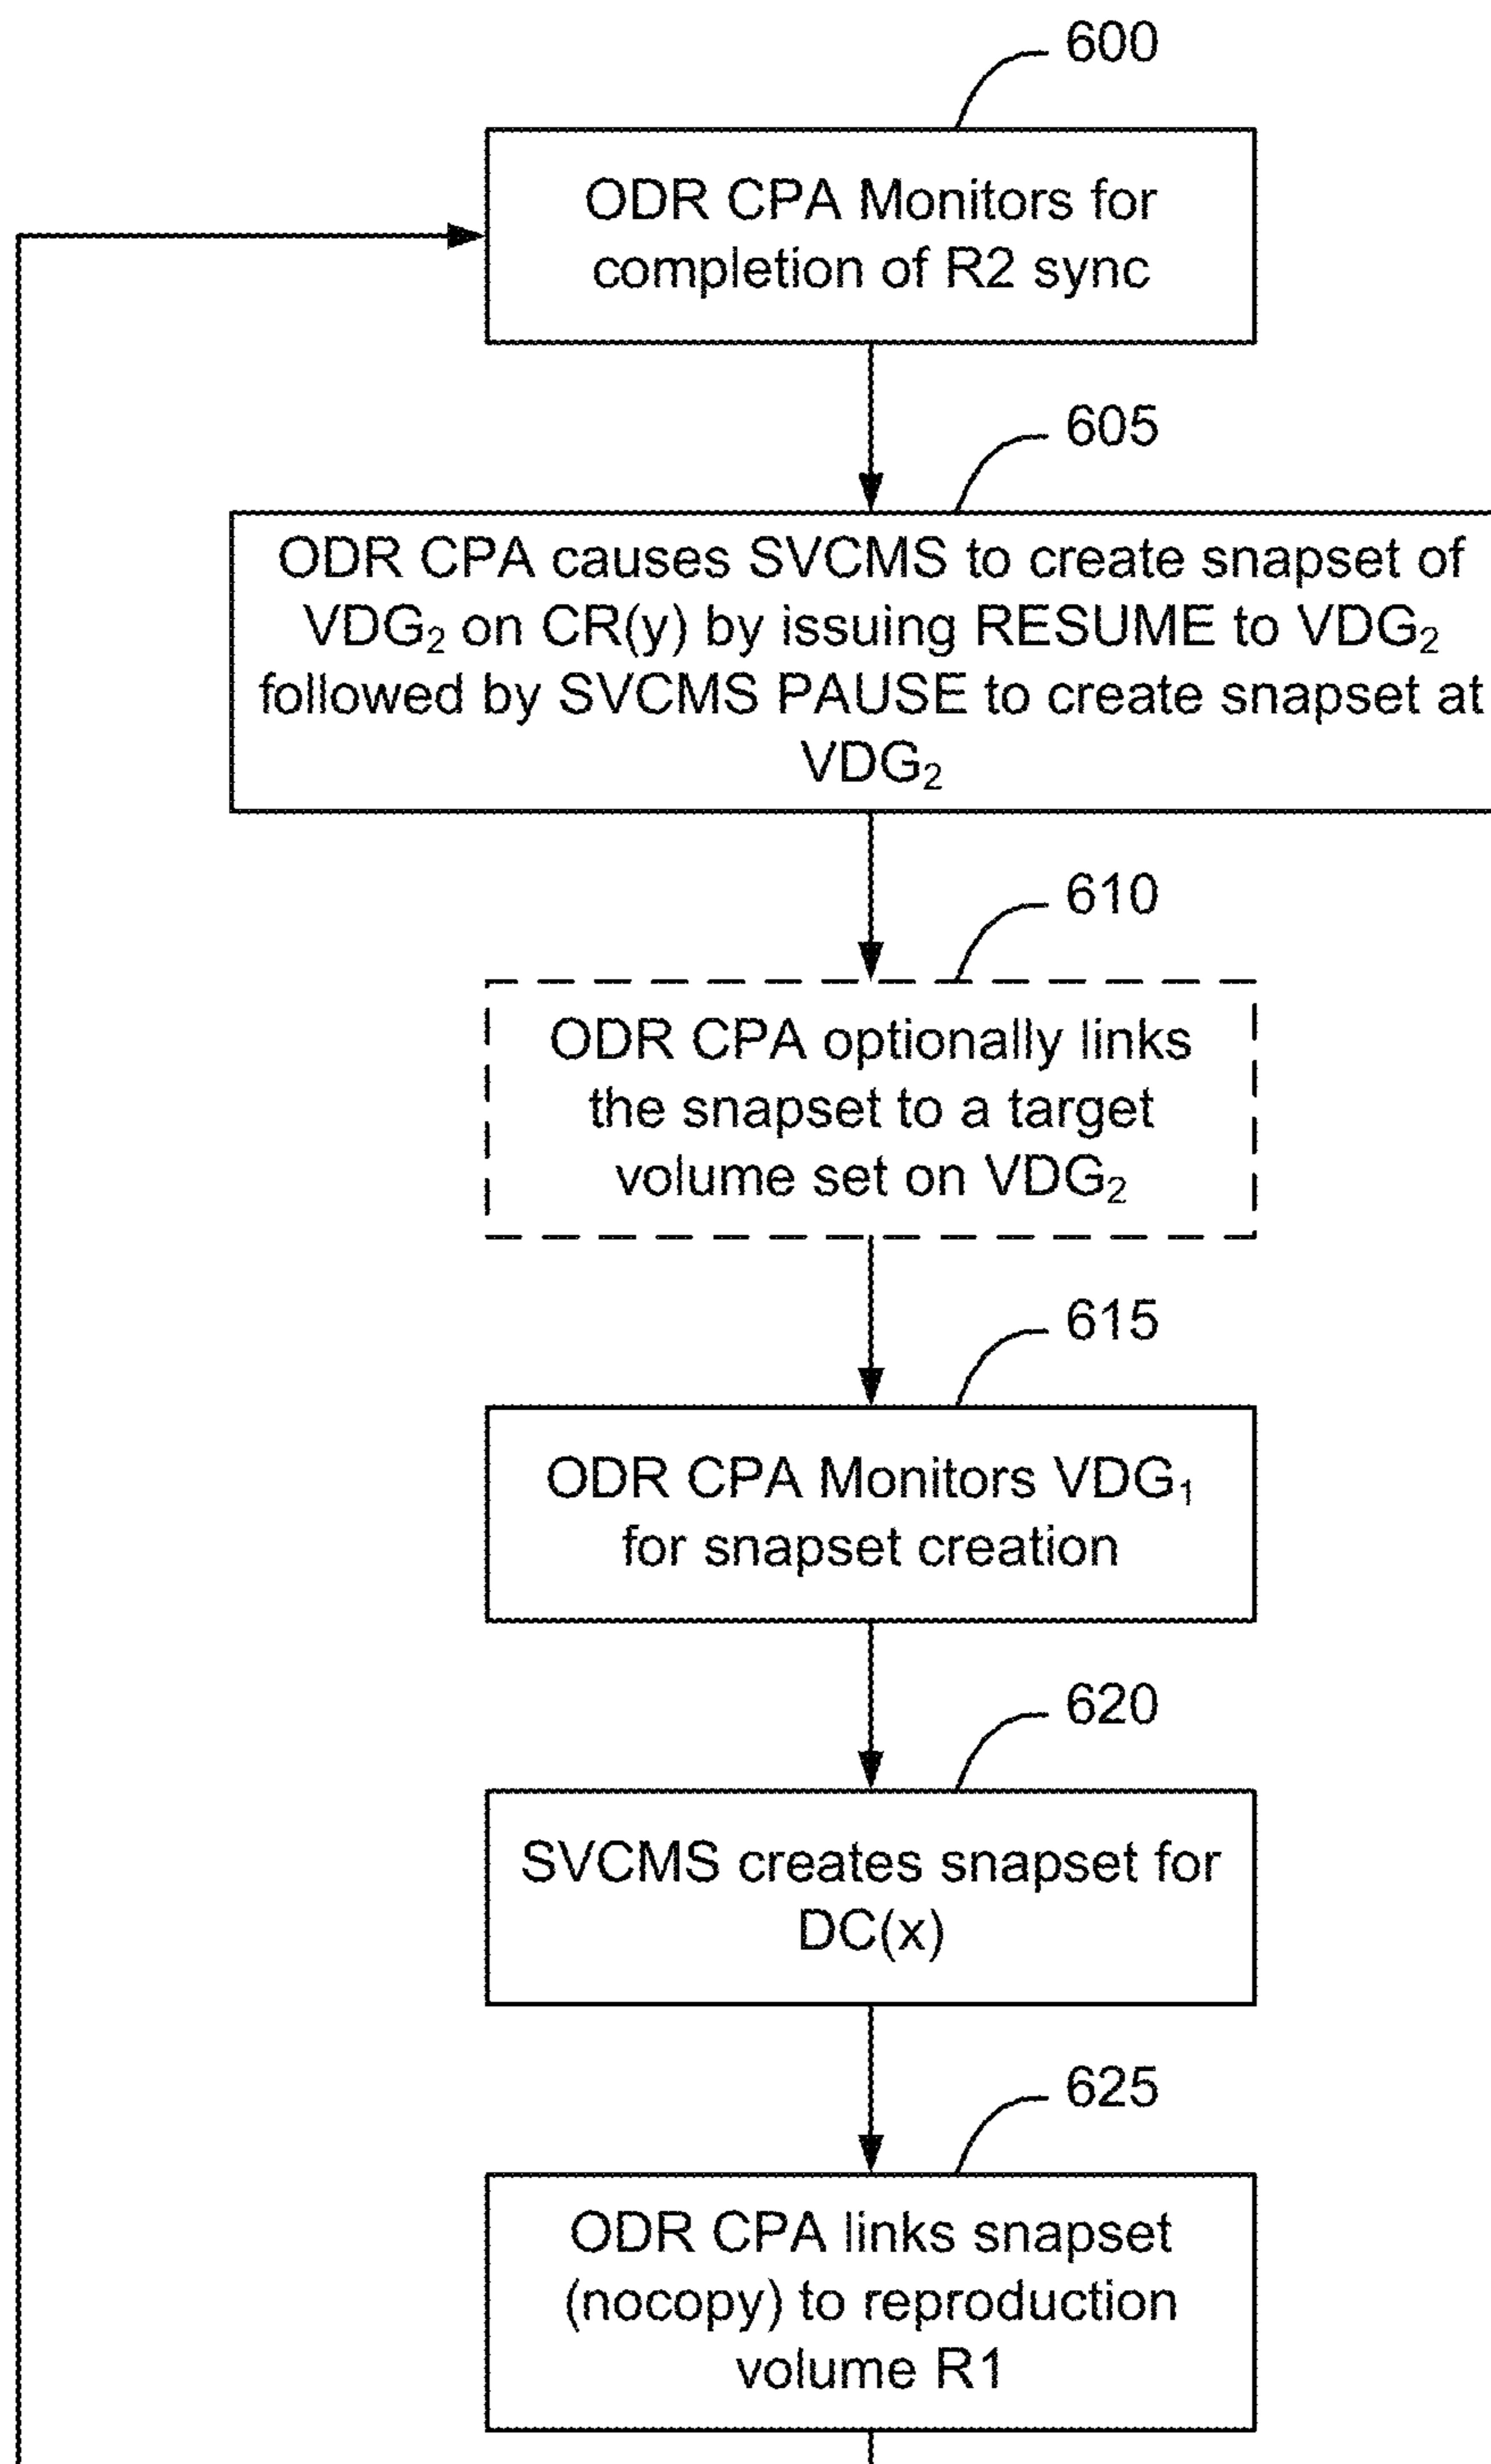 600
ODR CPA Monitors for
completion of R2 sync
605
ODR CPA causes SVCMS to create snapset of
VDG₂ on CR(y) by issuing RESUME to VDG₂
followed by SVCMS PAUSE to create snapset at
VDG₂
610
ODR CPA optionally links
the snapset to a target
volume set on VDG₂
615
ODR CPA Monitors VDG₁
for snapset creation
620
SVCMS creates snapset for
DC(x)
625
ODR CPA links snapset
(nocopy) to reproduction
volume R1